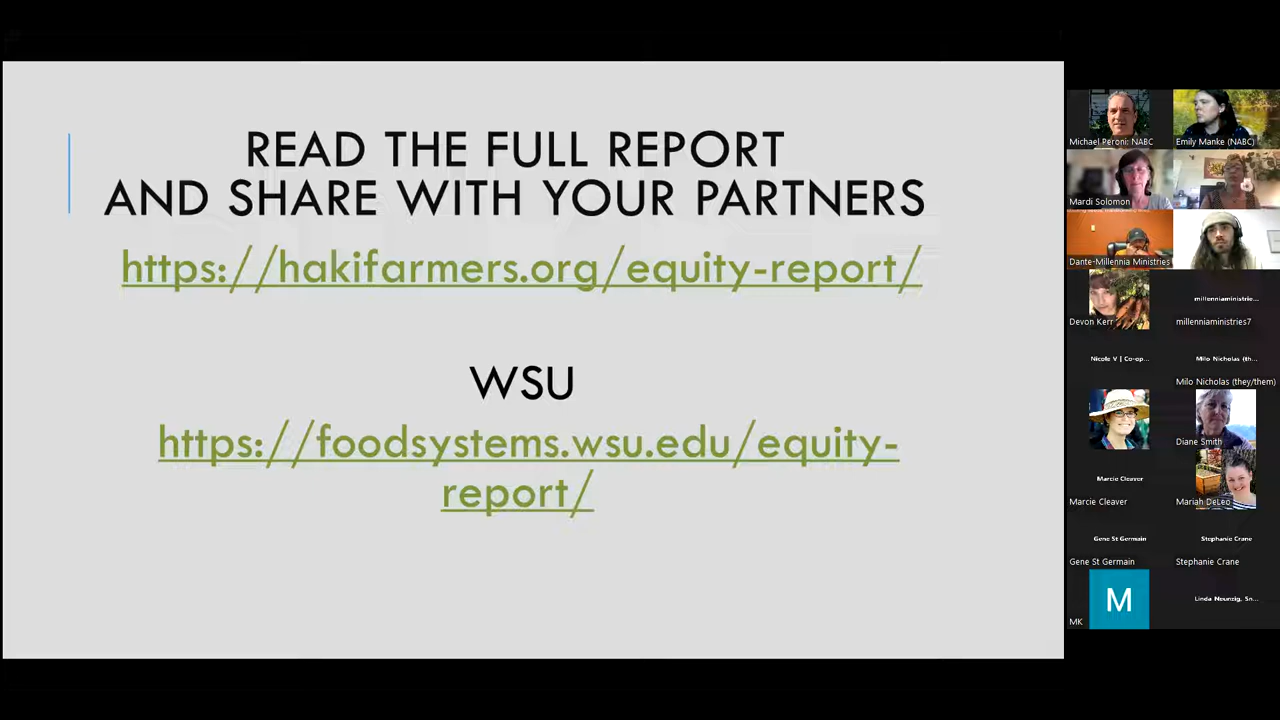 READ THE FULL REPORT
AND SHARE WITH YOUR PARTNERS
https://hakifarmers.org/equity-report/
WSU
https://foodsystems.wsu.edu/equity-
report/
Michael Peroni: NABC
Emily Manke (NABC)
Mardi Solomon
Dante-Millennia Ministries
Devon Kerr
millenniaministrie...
millenniaministries7
Nicole V | Co-op...
Milo Nicholas (th...
Milo Nicholas (they/them)
Diane Smith
Marcie Cleaver
Marcie Cleaver
Mariah DeLeo
Gene St Germain
Gene St Germain
Stephanie Crane
Stephanie Crane
M
MK
Linda Neunzig, Sn...